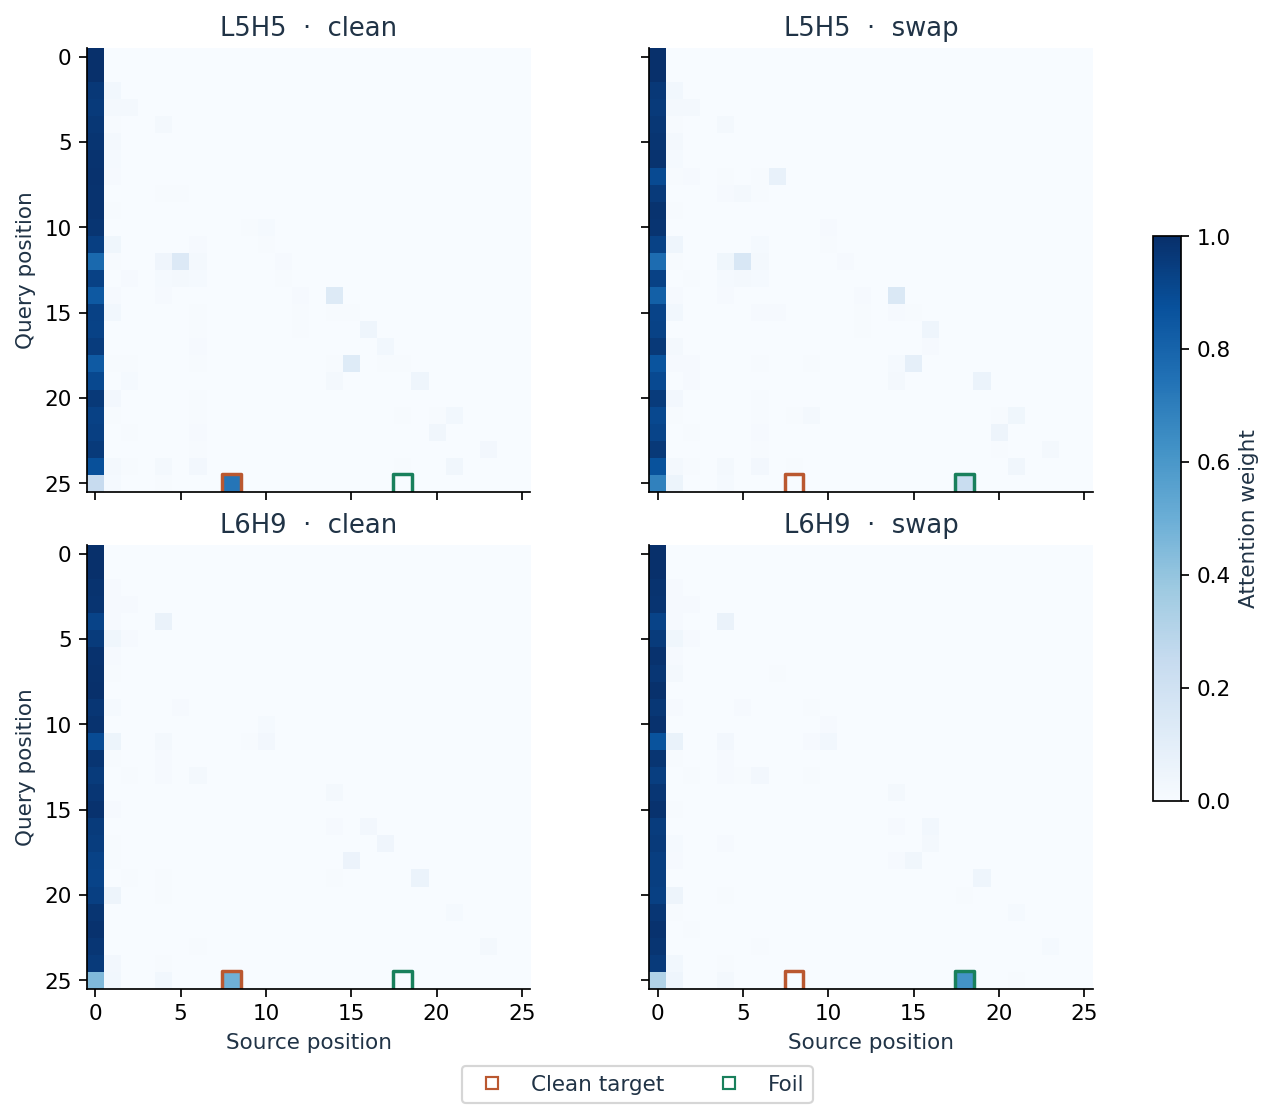 L5H5 · clean
L5H5 · swap
0
5
10
15
20
25
Query position
1.0
0.8
0.6
0.4
0.2
0.0
Attention weight
L6H9 · clean
L6H9 · swap
0
5
10
15
20
25
Query position
0 5 10 15 20 25
0 5 10 15 20 25
Source position
Source position
Clean target
Foil